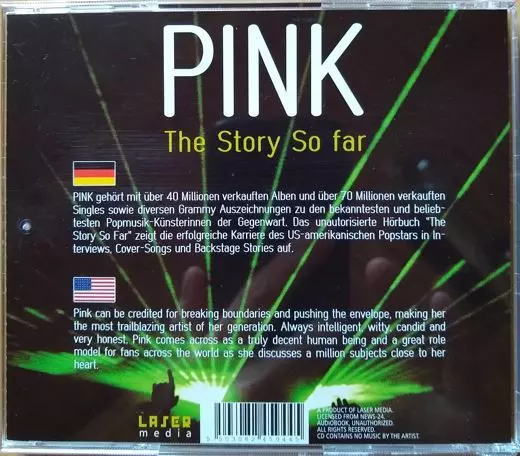 PINK
The Story So far
PINK gehört mit über 40 Millionen verkauften Alben und über 70 Millionen verkauften
Singles sowie diversen Grammy Auszeichnungen zu den bekanntesten und belieb-
testen Popmusik-Künsterinnen der Gegenwart. Das unautorisierte Hörbuch "The
Story So Far" zeigt die erfolgreiche Karriere des US-amerikanischen Popstars in In-
terviews, Cover-Songs und Backstage Stories auf.
Pink can be credited for breaking boundaries and pushing the envelope, making her
the most trailblazing artist of her generation. Always intelligent, witty, candid and
very honest. Pink comes across as a truly decent human being and a great role
model for fans across the world as she discusses a million subjects close to her
heart.
LASER
media
A PRODUCT OF LASER MEDIA.
LICENSED FROM NEWS-24.
AUDIOBOOK, UNAUTHORIZED.
ALL RIGHTS RESERVED.
CD CONTAINS NO MUSIC BY THE ARTIST.